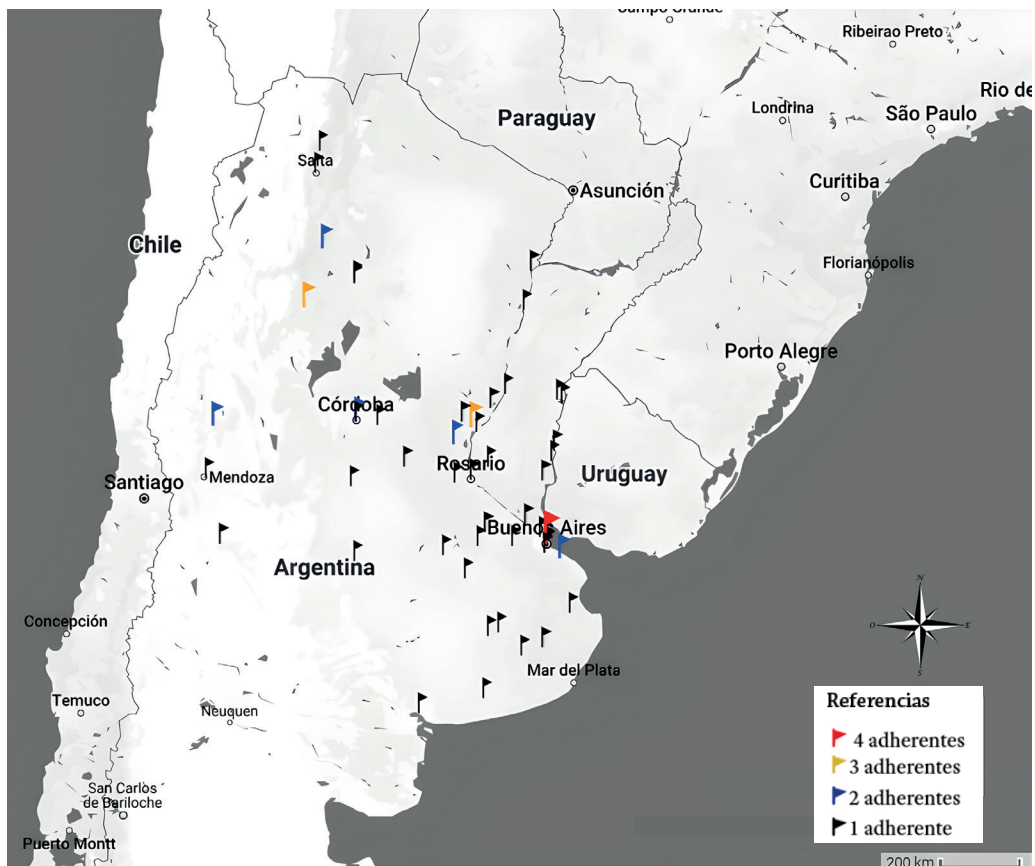 Campo Grande
Ribeirao Preto
Rio de
Londrina
São Paulo
Paraguay
Salta
Asunción
Curitiba
Chile
Florianópolis
Porto Alegre
Córdoba
Rosario
Mendoza
Uruguay
Santiago
Buenos Aires
Argentina
N
O
E
S
Concepción
Mar del Plata
Temuco
Neuquen
Referencias
4 adherentes
3 adherentes
2 adherentes
1 adherente
San Carlos
de Bariloche
Puerto Montt
200 km